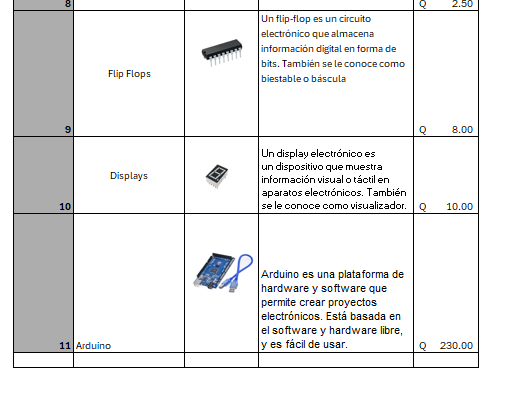 8 Q 2.50
Un flip-flop es un circuito
electrónico que almacena
información digital en forma de
bits. También se le conoce como
biestable o báscula
Flip Flops
9 Q 8.00
Un display electrónico es
un dispositivo que muestra
información visual o táctil en
aparatos electrónicos. También
se le conoce como visualizador.
Displays
10 Q 10.00
Arduino es una plataforma de
hardware y software que
permite crear proyectos
electrónicos. Está basada en
el software y hardware libre,
y es fácil de usar.
11 Arduino Q 230.00